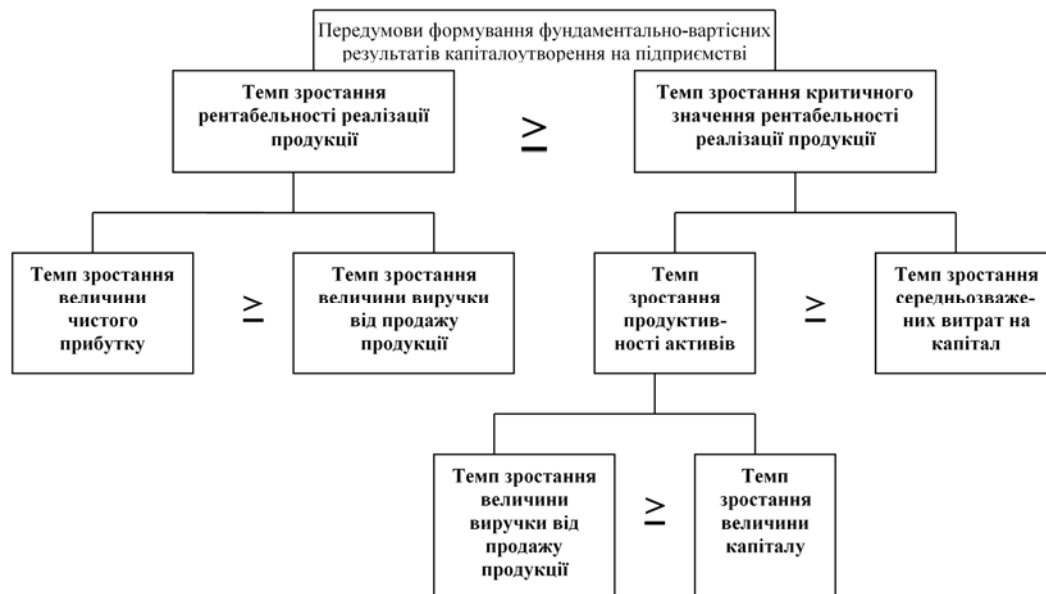 Передумови формування фундаментально-вартісних
результатів капіталоутворення на підприємстві
Темп зростання
рентабельності реалізації
продукції
≥
Темп зростання критичного
значення рентабельності
реалізації продукції
Темп зростання
величини
чистого
прибутку
≥
Темп зростання
величини виручки
від продажу
продукції
Темп
зростання
продуктив-
ності активів
≥
Темп зростання
середньозваже-
них витрат на
капітал
Темп зростання
величини
виручки від
продажу
продукції
≥
Темп
зростання
величини
капіталу